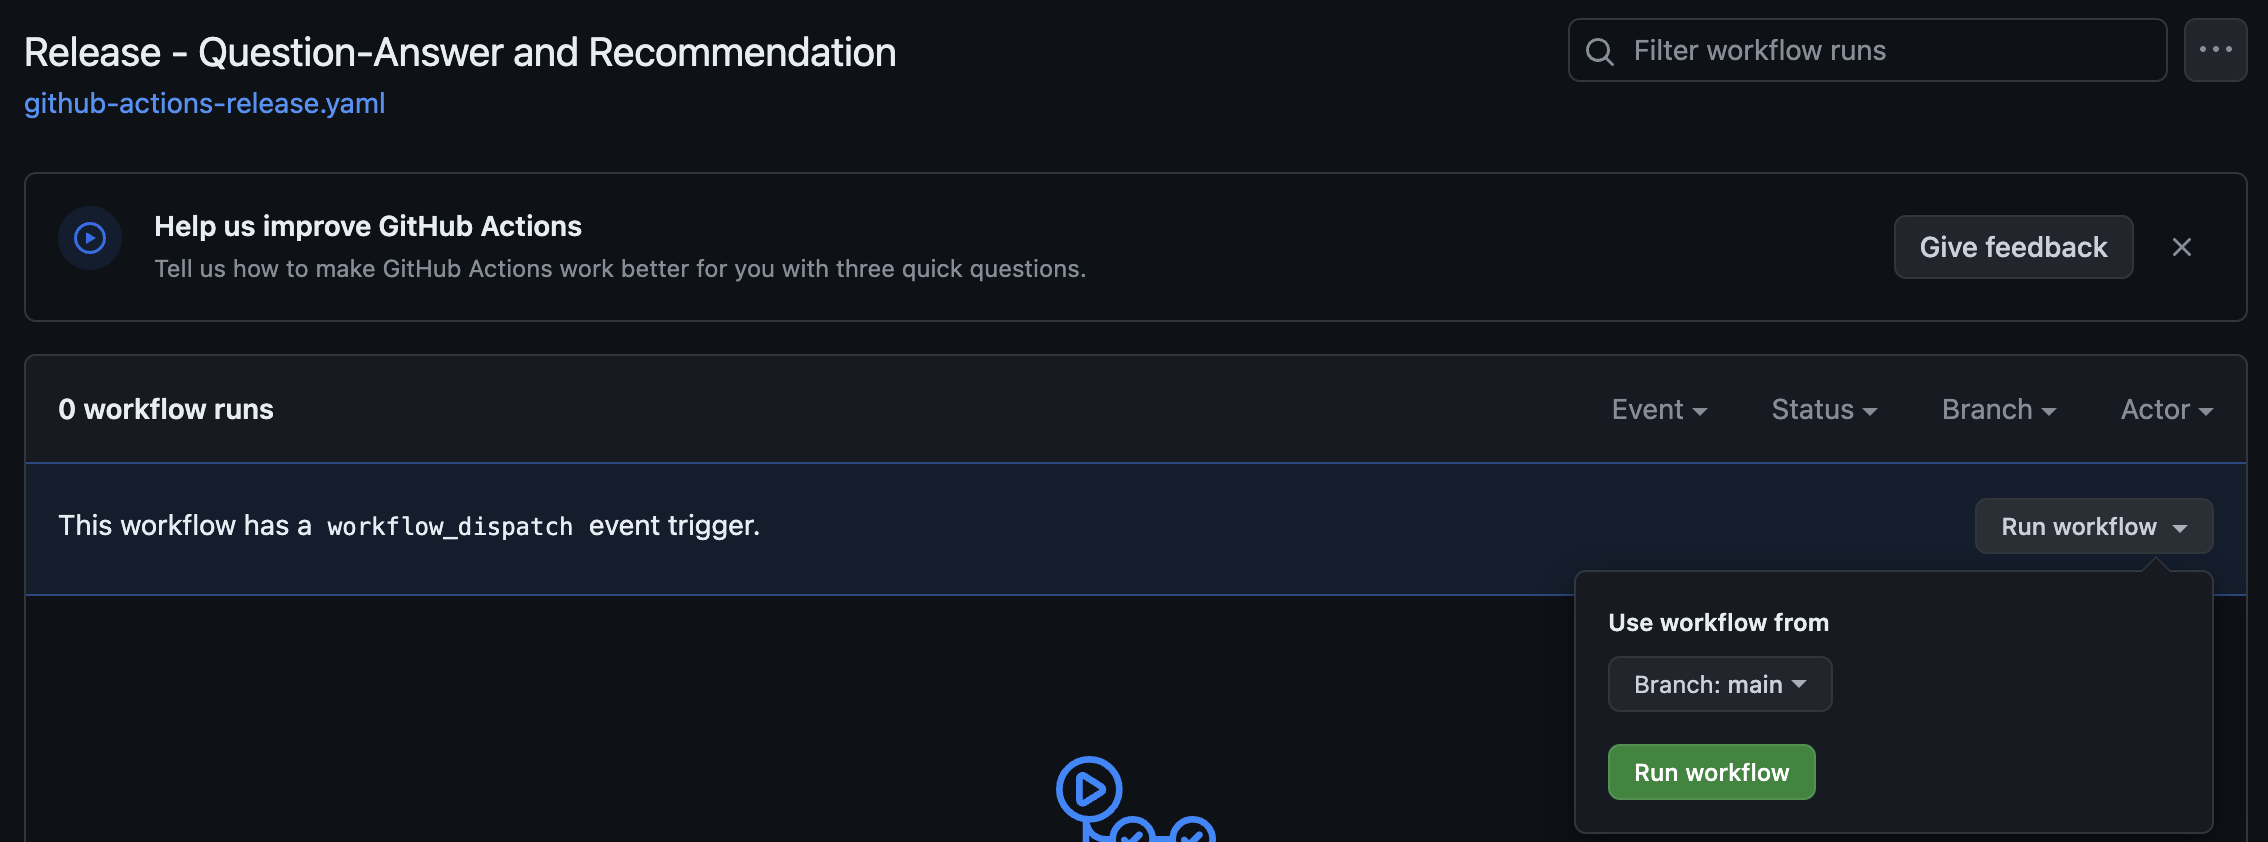 Release - Question-Answer and Recommendation
Filter workflow runs
github-actions-release.yaml
Help us improve GitHub Actions
Tell us how to make GitHub Actions work better for you with three quick questions.
Give feedback
0 workflow runs
Event
Status
Branch
Actor
This workflow has a workflow_dispatch event trigger.
Run workflow
Use workflow from
Branch: main
Run workflow